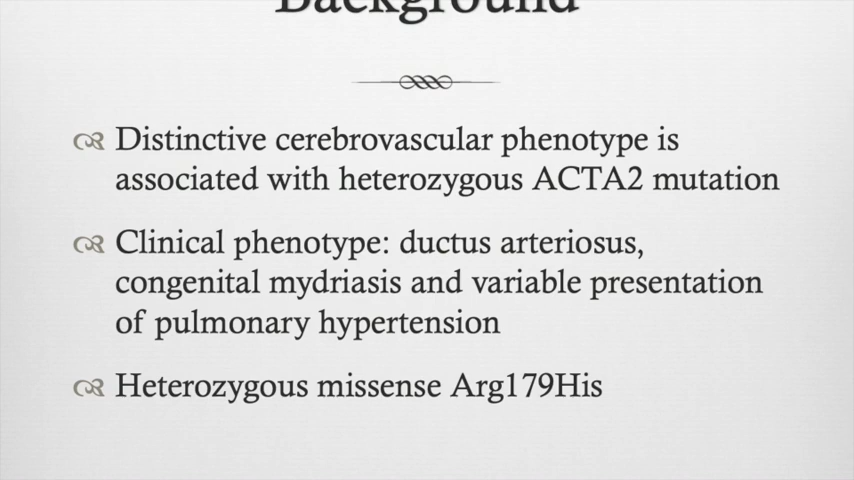 Background
Distinctive cerebrovascular phenotype is
associated with heterozygous ACTA2 mutation
Clinical phenotype: ductus arteriosus,
congenital mydriasis and variable presentation
of pulmonary hypertension
Heterozygous missense Arg179His